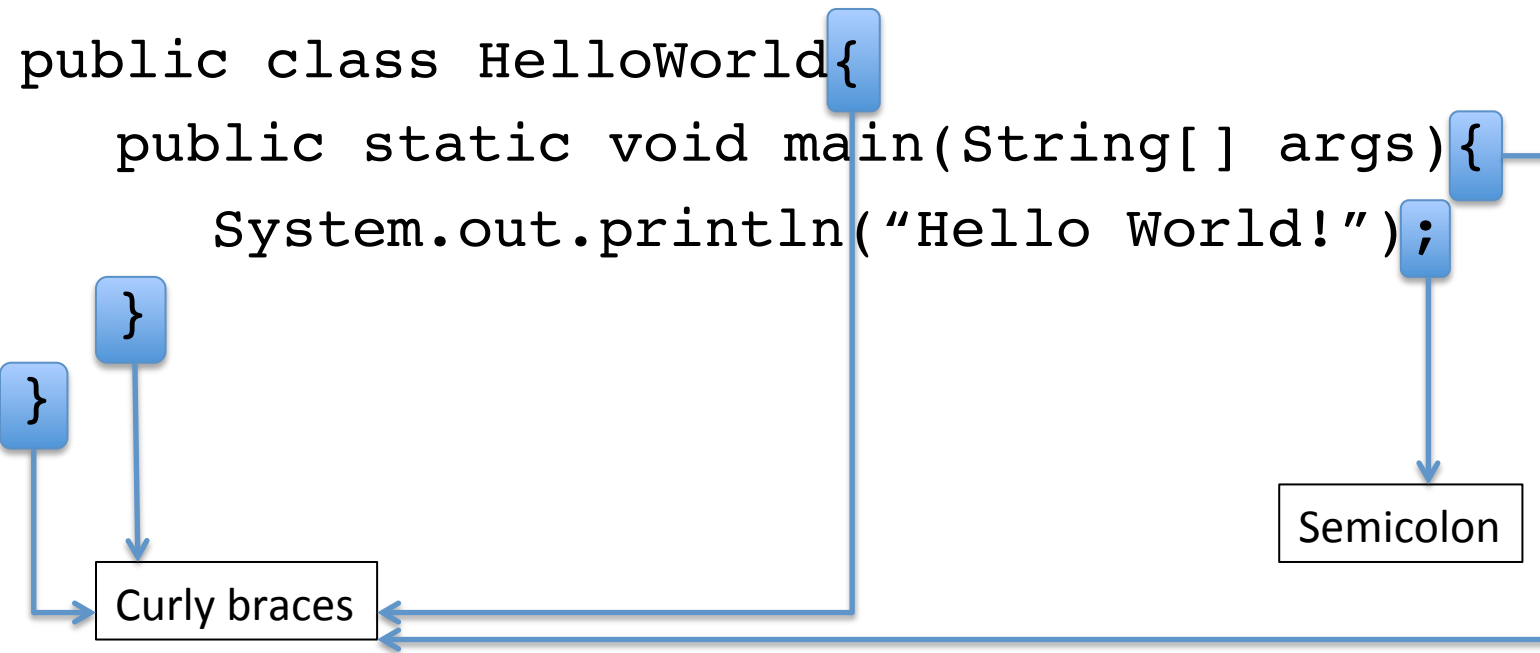 public class HelloWorld{
public static void main(String[] args){
System.out.println(“Hello World!”);
}
}
Semicolon
Curly braces